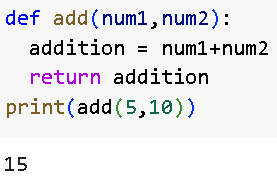 def add(num1,num2):
  addition = num1+num2
  return addition
print(add(5,10))
15